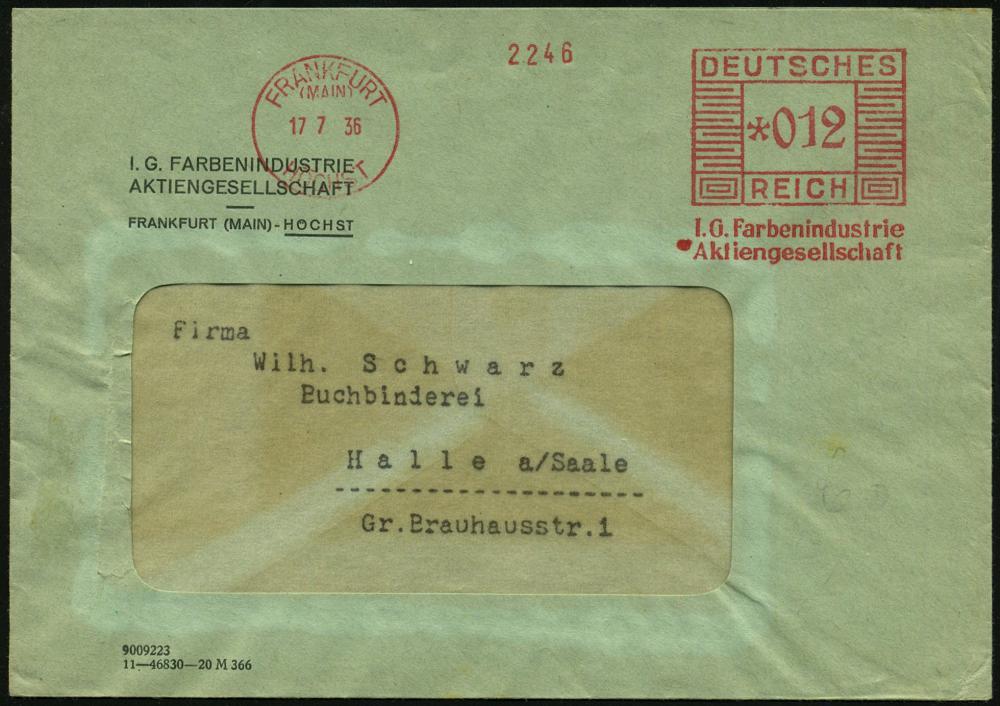 2246
FRANKFURT
(MAIN)
17 7 36
HÖCHST
DEUTSCHES
*012
REICH
I.G. Farbenindustrie
Aktiengesellschaft
I. G. FARBENINDUSTRIE
AKTIENGESELLSCHAFT
FRANKFURT (MAIN)-HÖCHST
Firma
Wilh. Schwarz
Buchbinderei
Halle a/Saale
Gr.Brauhausstr.1
9009223
11—46830—20 M 366